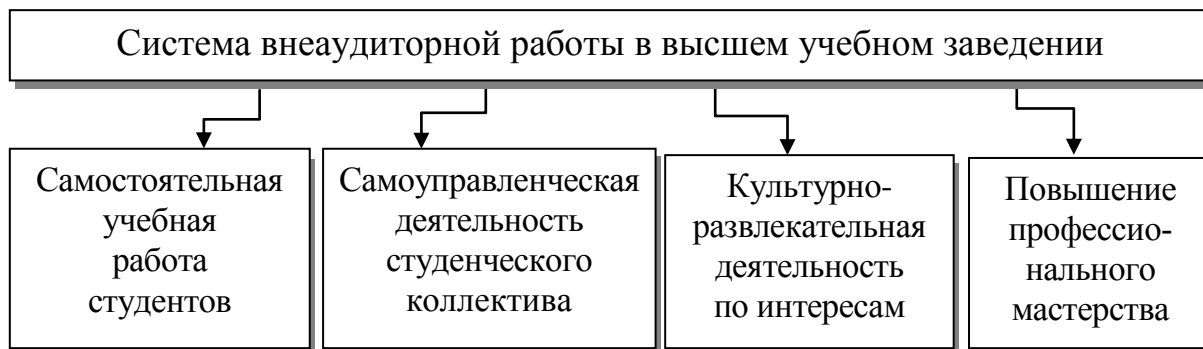 Система внеаудиторной работы в высшем учебном заведении
Самостоятельная
учебная
работа
студентов
Самоуправленческая
деятельность
студенческого
коллектива
Культурно-
развлекательная
деятельность
по интересам
Повышение
профессио-
нального
мастерства